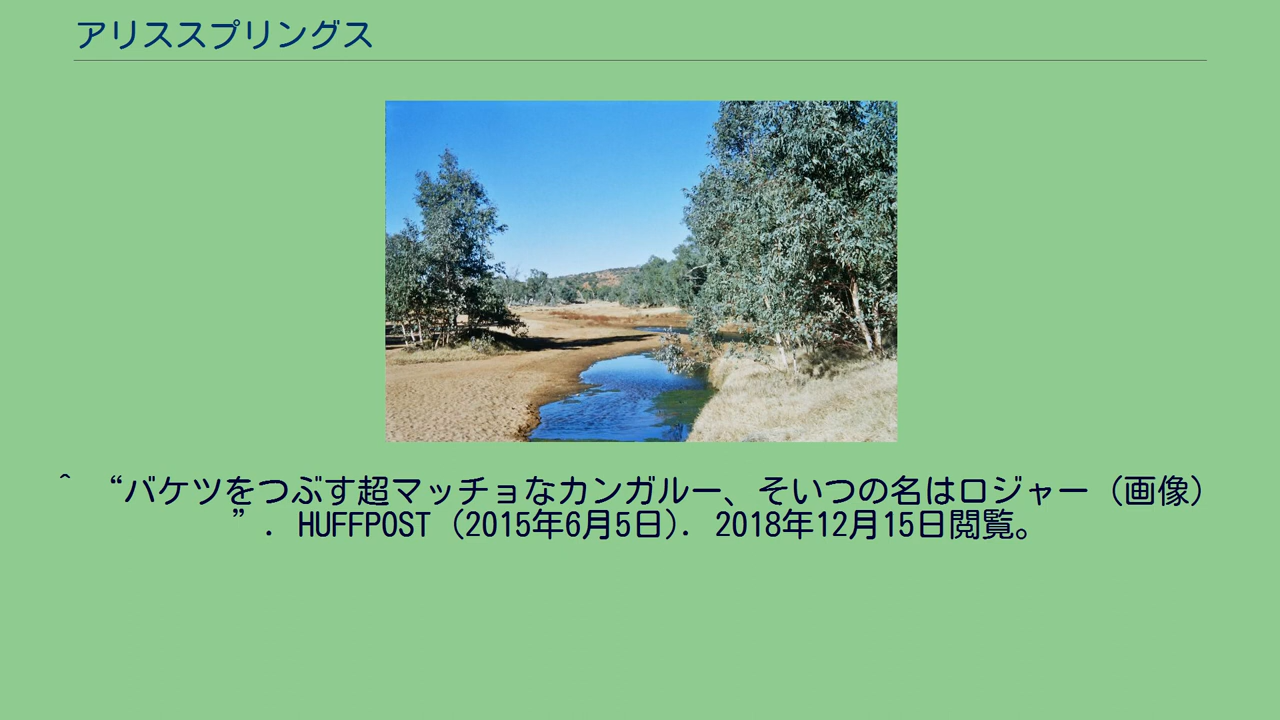 アリススプリングス
^ “バケツをつぶす超マッチョなカンガルー、そいつの名はロジャー（画像）
”. HUFFPOST (2015年6月5日). 2018年12月15日閲覧。